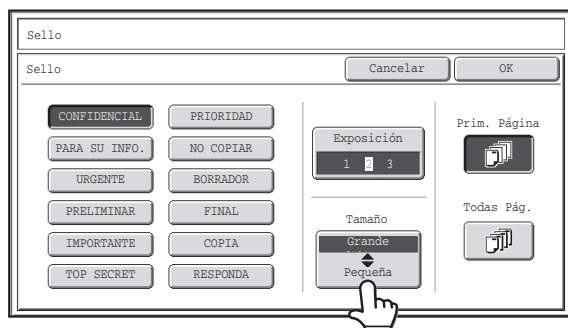 Sello
Sello
Cancelar
OK
CONFIDENCIAL
PRIORIDAD
PARA SU INFO.
NO COPIAR
URGENTE
BORRADOR
PRELIMINAR
FINAL
IMPORTANTE
COPIA
TOP SECRET
RESPONDA
Exposición
1 2 3
Tamaño
Grande
Pequeña
Prim. Página
Todas Pág.